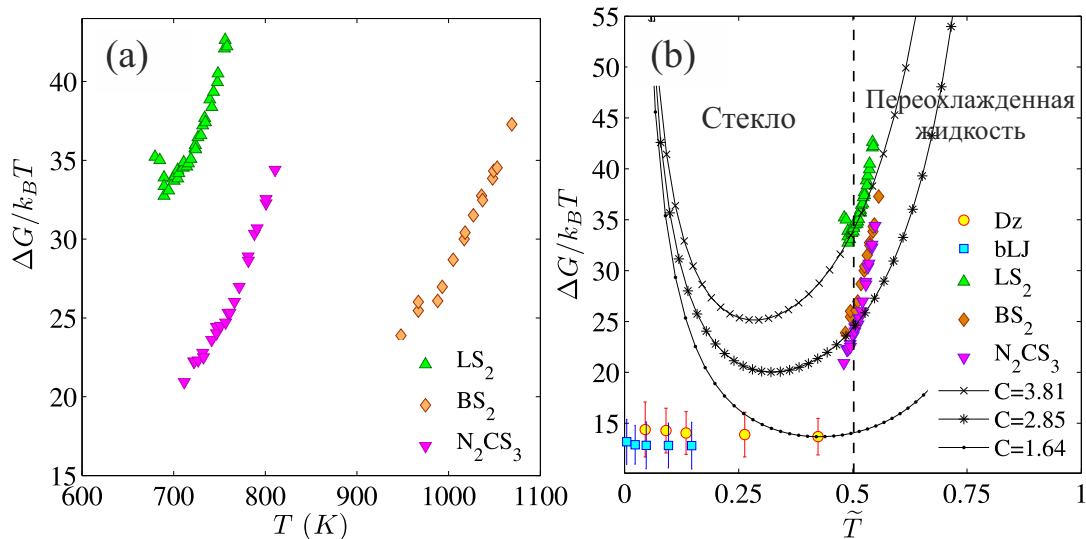 (a)
ΔG/k_BT
40
35
30
25
20
15
600 700 800 900 1000 1100
T (K)
LS₂
BS₂
N₂CS₃
(b)
Стекло
Переохлажденная
жидкость
ΔG/k_BT
55
50
45
40
35
30
25
20
15
0 0.25 0.5 0.75 1
T̃
Dz
bLJ
LS₂
BS₂
N₂CS₃
C=3.81
C=2.85
C=1.64